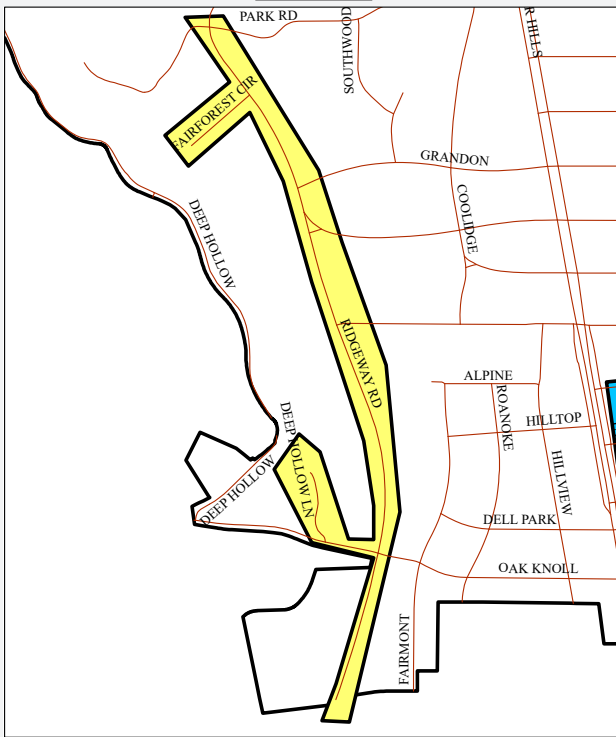 PARK RD
SOUTHWOOD
R HILLS
FAIRFOREST CIR
GRANDON
COOLIDGE
DEEP HOLLOW
RIDGEWAY RD
ALPINE
ROANOKE
HILLTOP
DEEP HOLLOW LN
DEEP HOLLOW
HILLVIEW
DELL PARK
OAK KNOLL
FAIRMONT